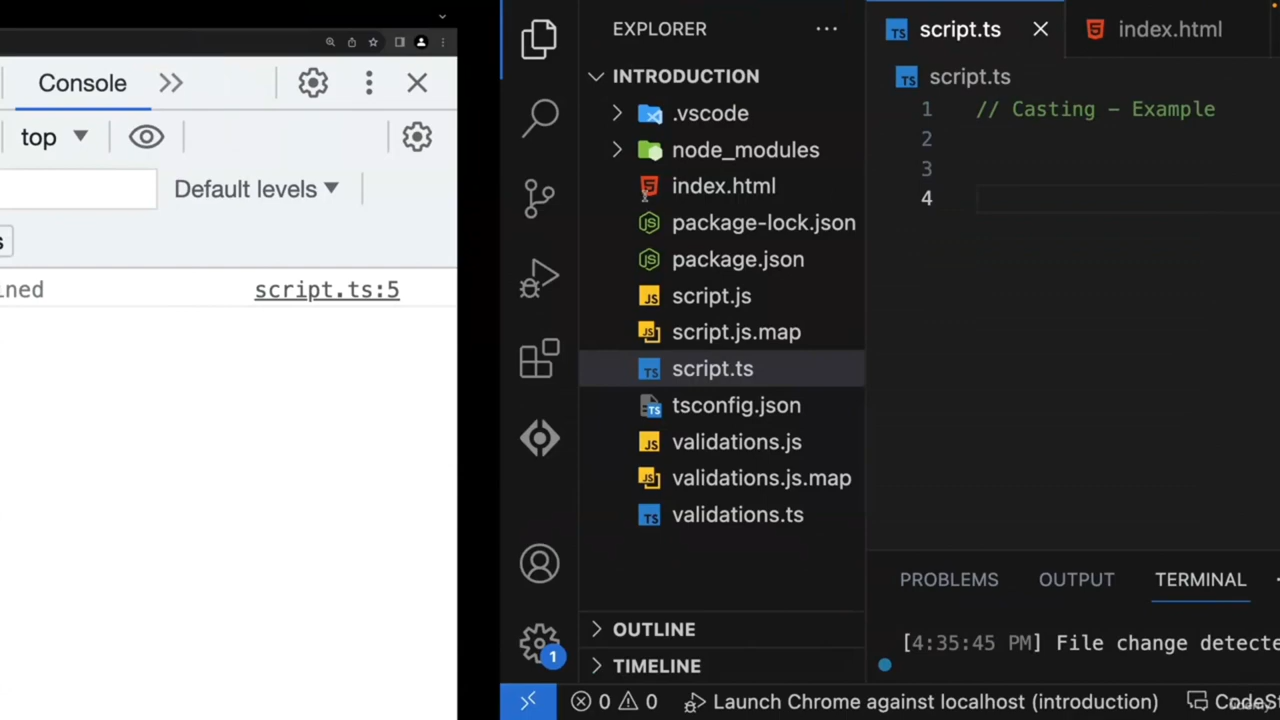 Console
top
Default levels
s
ined
script.ts:5
EXPLORER
INTRODUCTION
.vscode
node_modules
index.html
package-lock.json
package.json
script.js
script.js.map
script.ts
tsconfig.json
validations.js
validations.js.map
validations.ts
OUTLINE
TIMELINE
script.ts
index.html
script.ts
1 // Casting - Example
2
3
4
PROBLEMS OUTPUT TERMINAL
[4:35:45 PM] File change detecte
1
0 0 Launch Chrome against localhost (introduction)